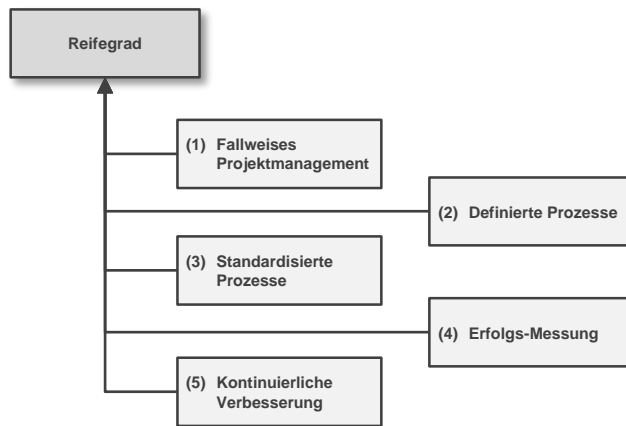 Reifegrad
(1) Fallweises
Projektmanagement
(2) Definierte Prozesse
(3) Standardisierte
Prozesse
(4) Erfolgs-Messung
(5) Kontinuierliche
Verbesserung